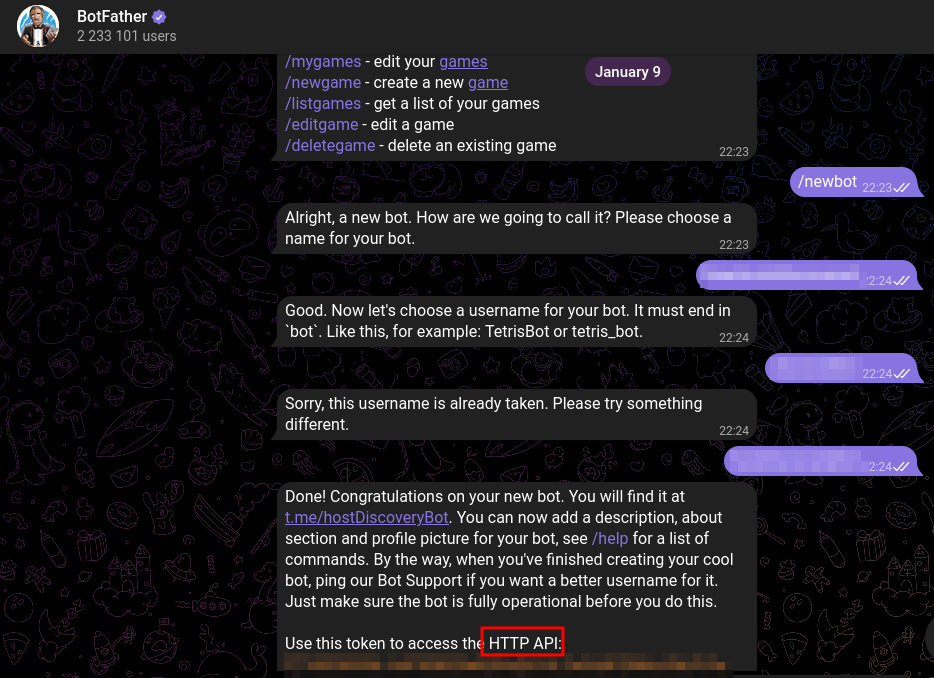 BotFather
2 233 101 users
/mygames - edit your games
January 9
/newgame - create a new game
/listgames - get a list of your games
/editgame - edit a game
/deletegame - delete an existing game
22:23
/newbot 22:23
Alright, a new bot. How are we going to call it? Please choose a
name for your bot.
22:23
2:24
Good. Now let's choose a username for your bot. It must end in
`bot`. Like this, for example: TetrisBot or tetris_bot.
22:24
22:24
Sorry, this username is already taken. Please try something
different.
22:24
2:24
Done! Congratulations on your new bot. You will find it at
t.me/hostDiscoveryBot. You can now add a description, about
section and profile picture for your bot, see /help for a list of
commands. By the way, when you've finished creating your cool
bot, ping our Bot Support if you want a better username for it.
Just make sure the bot is fully operational before you do this.
Use this token to access the HTTP API: